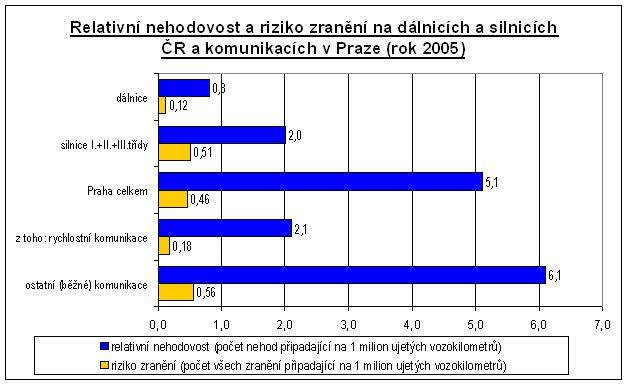 Relativní nehodovost a riziko zranění na dálnicích a silnicích
ČR a komunikacích v Praze (rok 2005)
dálnice
0,8
0,12
silnice I.+II.+III.třídy
2,0
0,51
Praha celkem
5,1
0,46
z toho: rychlostní komunikace
2,1
0,18
ostatní (běžné) komunikace
6,1
0,56
0,0 1,0 2,0 3,0 4,0 5,0 6,0 7,0
relativní nehodovost (počet nehod připadající na 1 milion ujetých vozokilometrů)
riziko zranění (počet všech zranění připadající na 1 milion ujetých vozokilometrů)